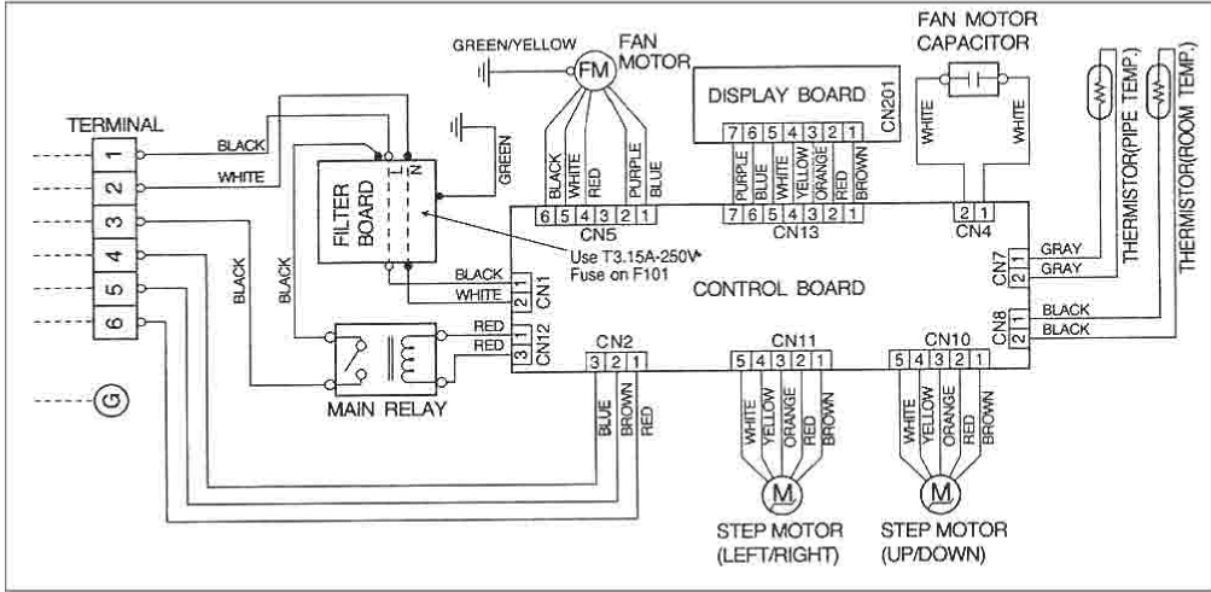 GREEN/YELLOW
FAN
MOTOR
FM
FAN MOTOR
CAPACITOR
WHITE
WHITE
THERMISTOR(PIPE TEMP.)
THERMISTOR(ROOM TEMP.)
DISPLAY BOARD
CN201
7 6 5 4 3 2 1
PURPLE
BLUE
WHITE
YELLOW
ORANGE
RED
BROWN
7 6 5 4 3 2 1
CN13
BLACK
WHITE
RED
PURPLE
BLUE
6 5 4 3 2 1
CN5
2 1
CN4
TERMINAL
1
2
3
4
5
6
G
BLACK
WHITE
BLACK
BLACK
GREEN
L
N
FILTER
BOARD
Use T3.15A-250V
Fuse on F101
BLACK
WHITE
1
2
CN1
RED
RED
1
3
CN12
MAIN RELAY
CONTROL BOARD
CN7
1
2
GRAY
GRAY
CN8
1
2
BLACK
BLACK
CN2
3 2 1
BLUE
BROWN
RED
CN11
5 4 3 2 1
WHITE
YELLOW
ORANGE
RED
BROWN
M
STEP MOTOR
(LEFT/RIGHT)
CN10
5 4 3 2 1
WHITE
YELLOW
ORANGE
RED
BROWN
M
STEP MOTOR
(UP/DOWN)